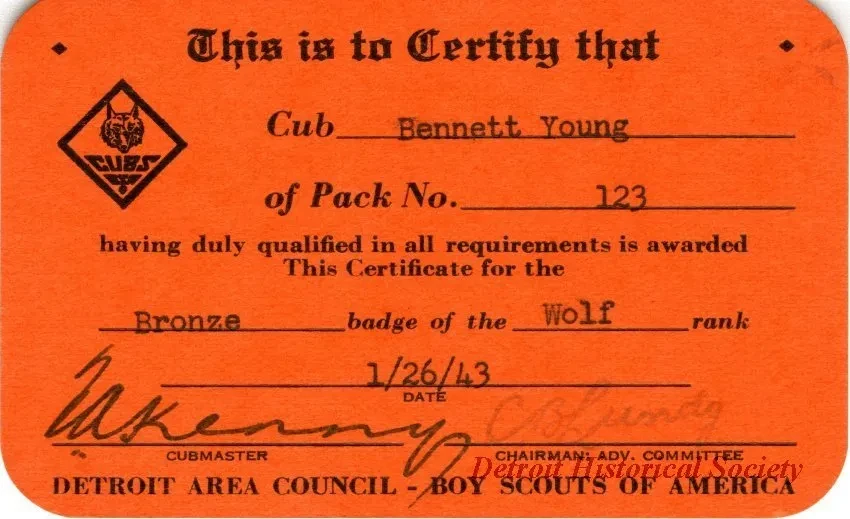 This is to Certify that
CUBS
Cub Bennett Young
of Pack No. 123
having duly qualified in all requirements is awarded
This Certificate for the
Bronze badge of the Wolf rank
1/26/43
DATE
CUBMASTER CHAIRMAN: ADV. COMMITTEE
Detroit Historical Society
DETROIT AREA COUNCIL - BOY SCOUTS OF AMERICA